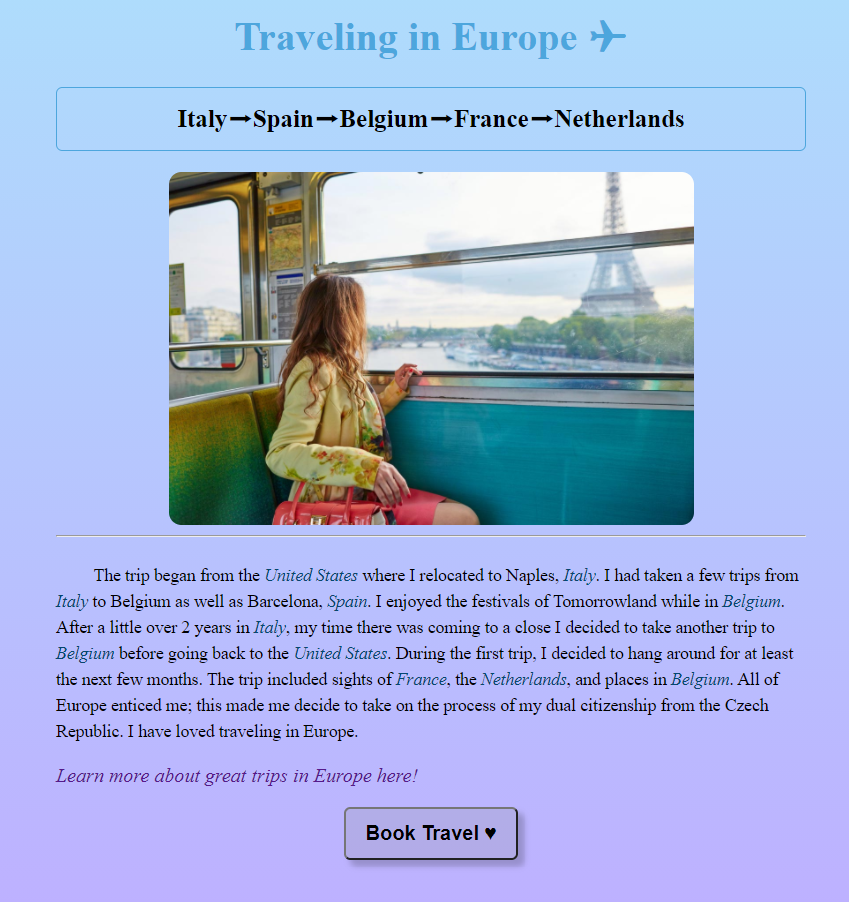 Traveling in Europe ✈
Italy➞Spain➞Belgium➞France➞Netherlands
The trip began from the United States where I relocated to Naples, Italy. I had taken a few trips from
Italy to Belgium as well as Barcelona, Spain. I enjoyed the festivals of Tomorrowland while in Belgium.
After a little over 2 years in Italy, my time there was coming to a close I decided to take another trip to
Belgium before going back to the United States. During the first trip, I decided to hang around for at least
the next few months. The trip included sights of France, the Netherlands, and places in Belgium. All of
Europe enticed me; this made me decide to take on the process of my dual citizenship from the Czech
Republic. I have loved traveling in Europe.
Learn more about great trips in Europe here!
Book Travel ♥